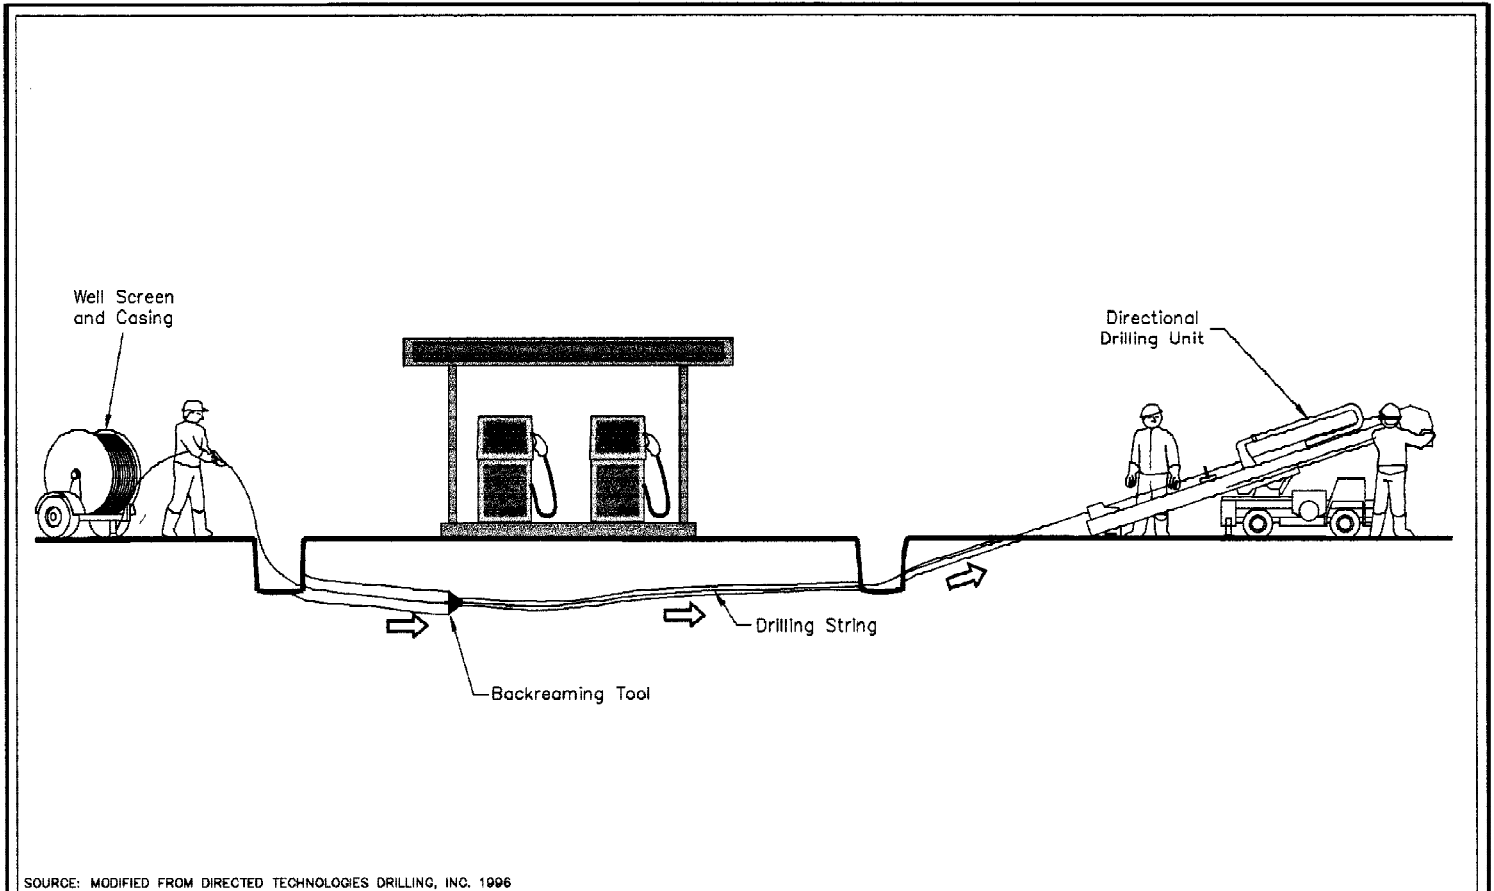 Well Screen
and Casing
Directional
Drilling Unit
Drilling String
Backreaming Tool
SOURCE: MODIFIED FROM DIRECTED TECHNOLOGIES DRILLING, INC. 1996